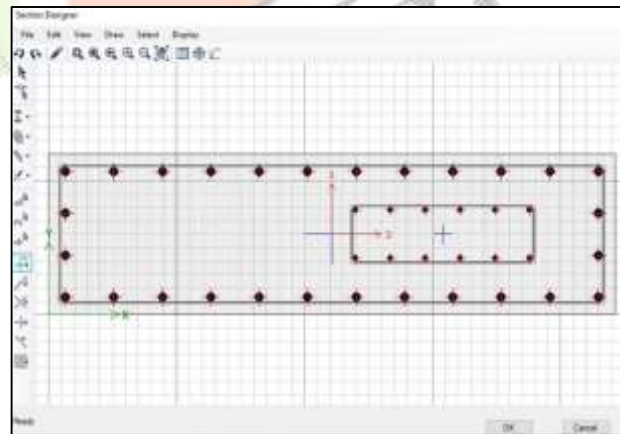 Section Designer
File Edit View Draw Select Display
Y
X
Ready
OK Cancel